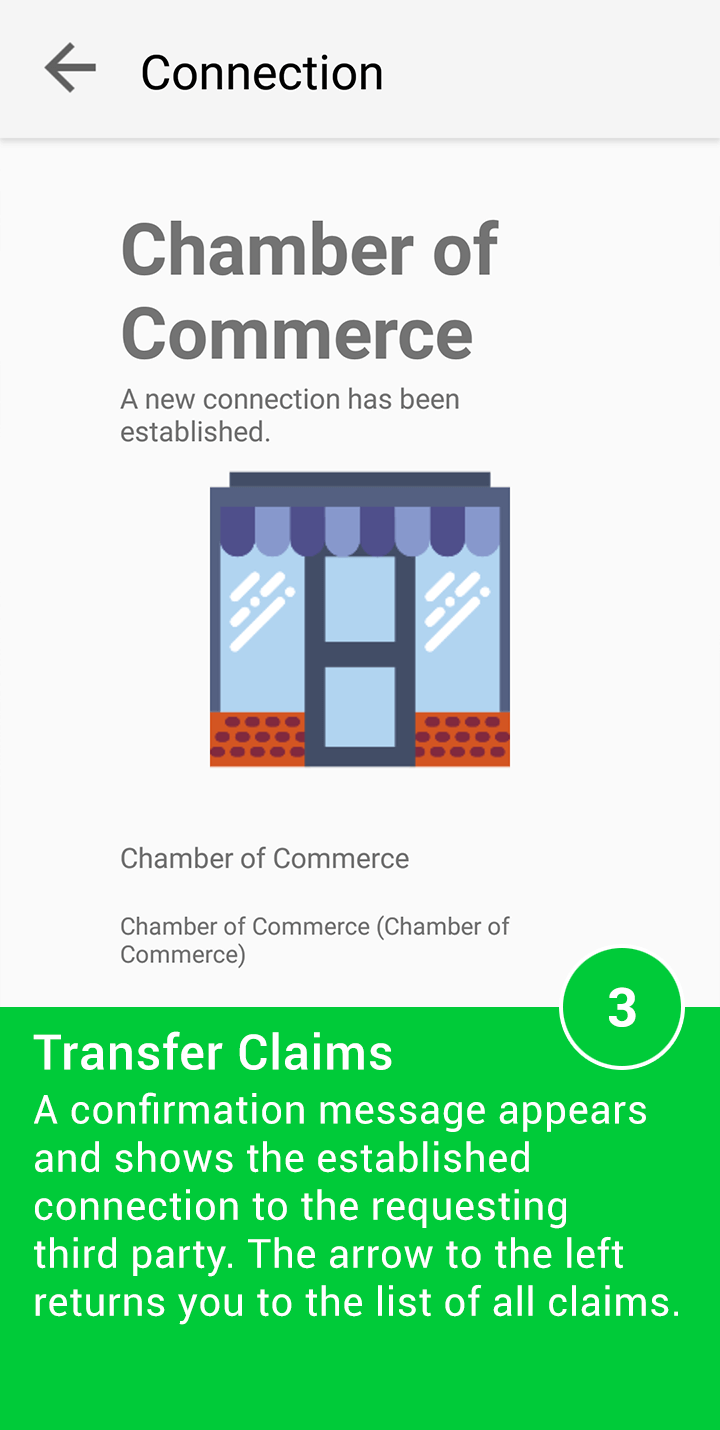 Connection
Chamber of
Commerce
A new connection has been
established.
Chamber of Commerce
Chamber of Commerce (Chamber of
Commerce)
3
Transfer Claims
A confirmation message appears
and shows the established
connection to the requesting
third party. The arrow to the left
returns you to the list of all claims.